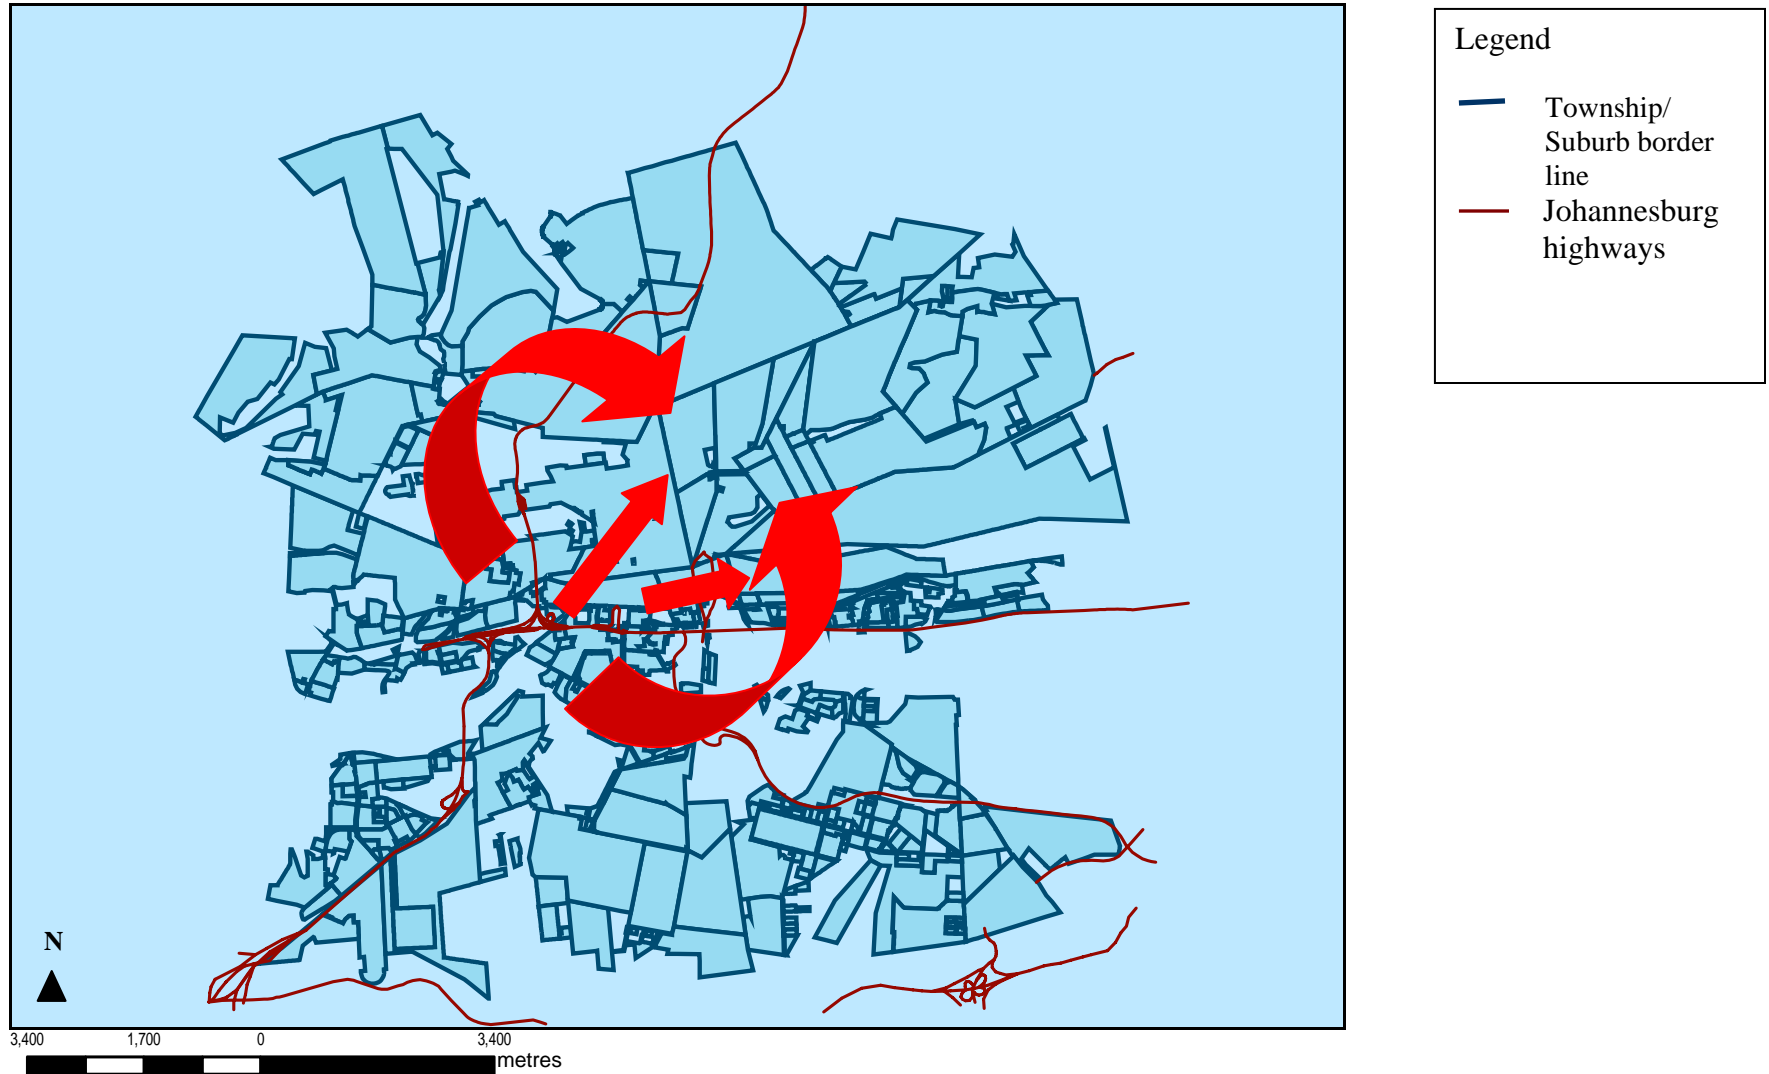 Legend
Township/
Suburb border
line
Johannesburg
highways
N
3,400 1,700 0 3,400
metres